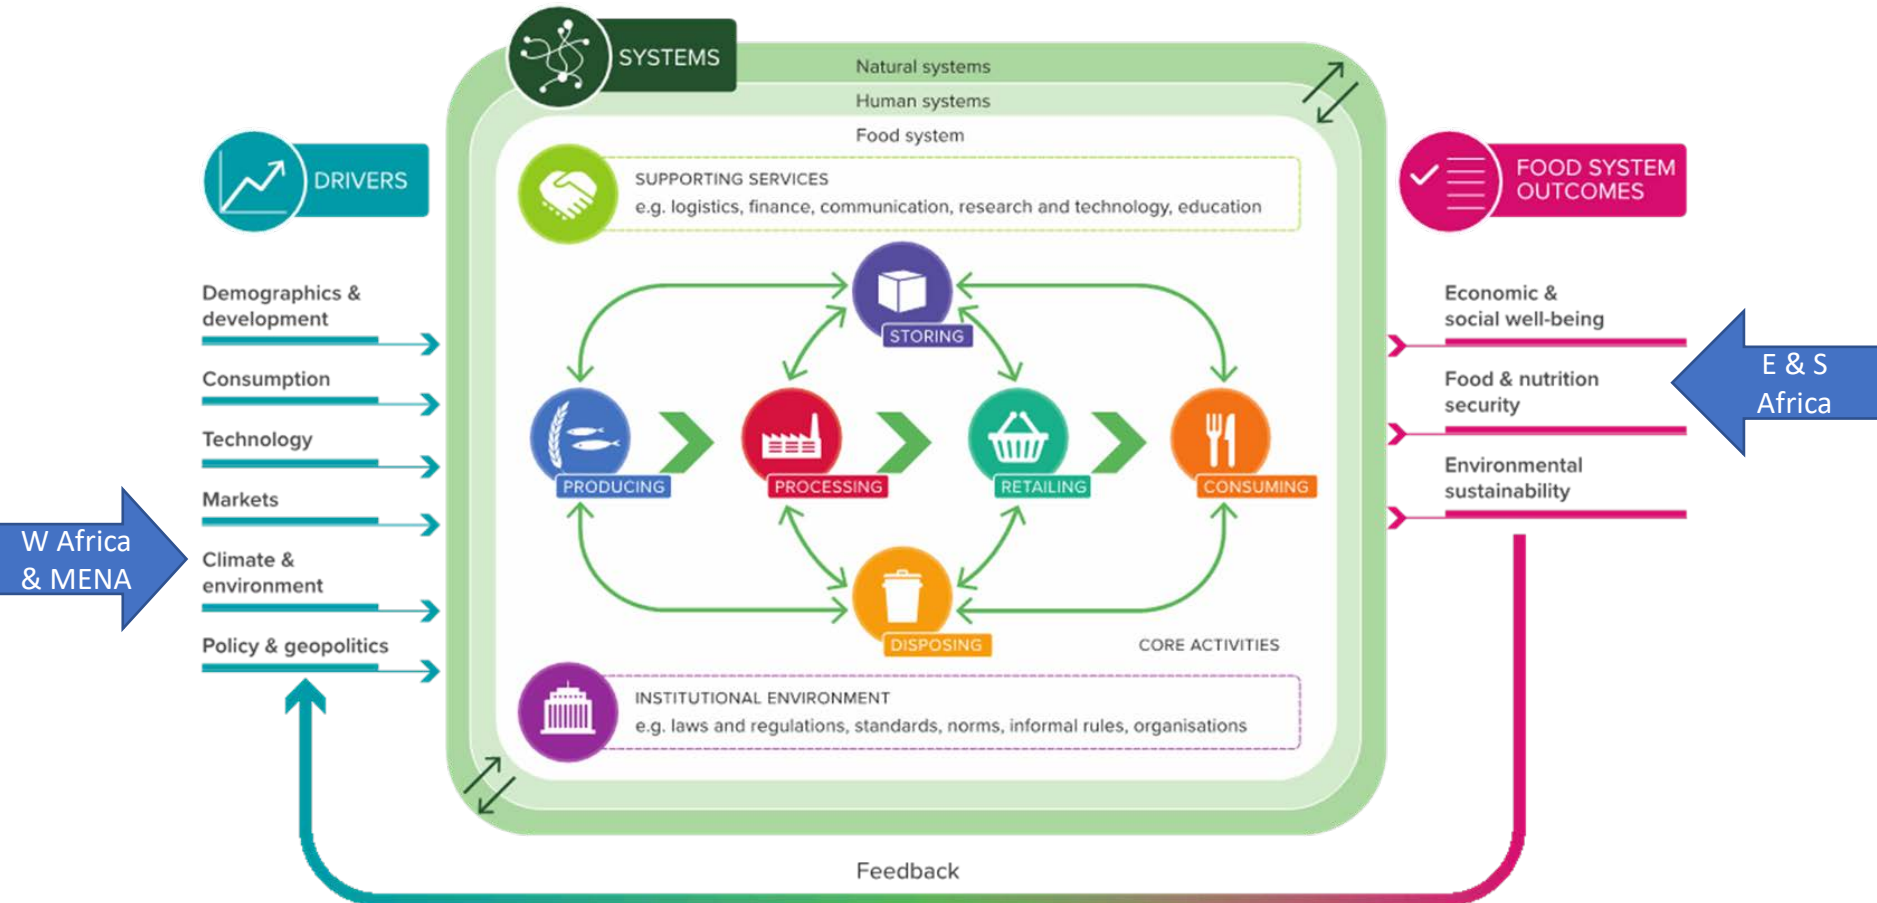 SYSTEMS
Natural systems
Human systems
Food system
DRIVERS
Demographics &
development
Consumption
Technology
Markets
Climate &
environment
Policy & geopolitics
W Africa
& MENA
SUPPORTING SERVICES
e.g. logistics, finance, communication, research and technology, education
STORING
PRODUCING
PROCESSING
RETAILING
CONSUMING
DISPOSING
CORE ACTIVITIES
INSTITUTIONAL ENVIRONMENT
e.g. laws and regulations, standards, norms, informal rules, organisations
FOOD SYSTEM
OUTCOMES
Economic &
social well-being
Food & nutrition
security
Environmental
sustainability
E & S
Africa
Feedback